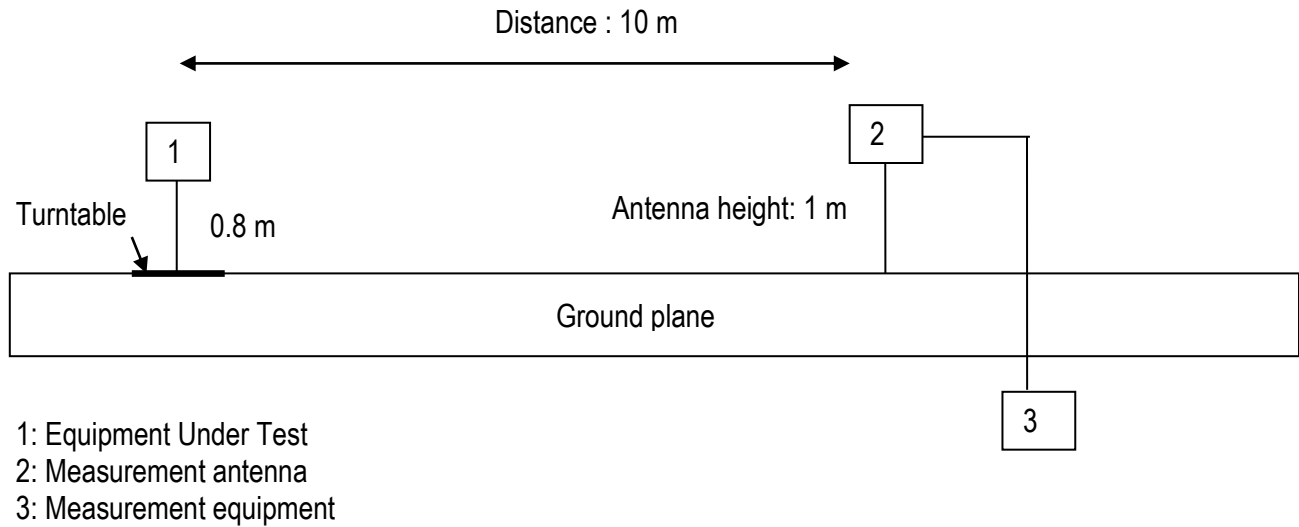 Distance : 10 m
1
2
Turntable
0.8 m
Antenna height: 1 m
Ground plane
3
1: Equipment Under Test
2: Measurement antenna
3: Measurement equipment